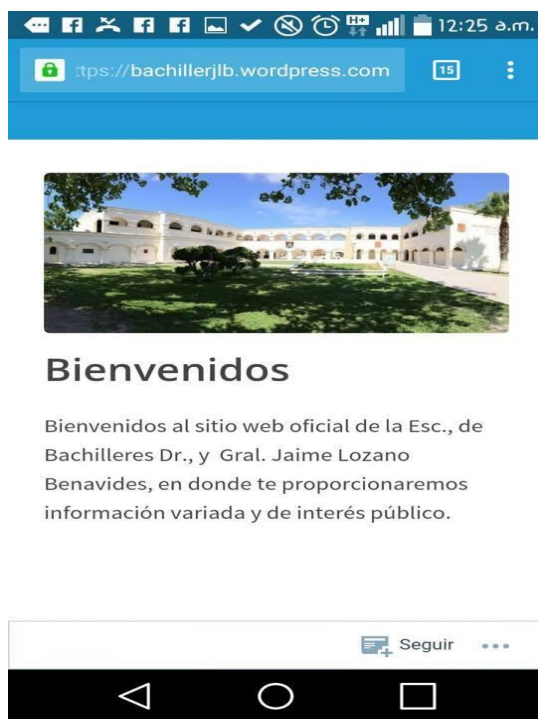 H+ 12:25 a.m.
ttps://bachillerjlb.wordpress.com 15
Bienvenidos
Bienvenidos al sitio web oficial de la Esc., de
Bachilleres Dr., y Gral. Jaime Lozano
Benavides, en donde te proporcionaremos
información variada y de interés público.
Seguir